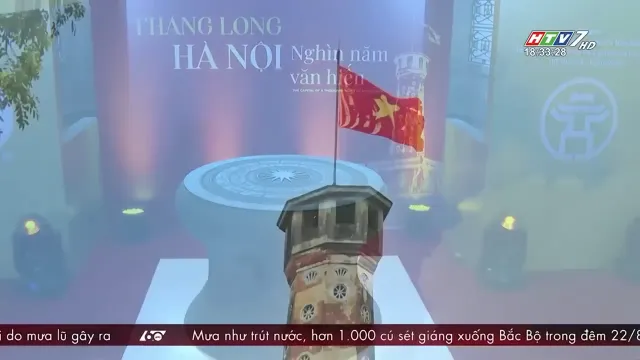 THĂNG LONG
HÀ NỘI
Nghìn năm
văn hiến
HTV7 HD
18:33:28
i do mưa lũ gây ra
Mưa như trút nước, hơn 1.000 cú sét giáng xuống Bắc Bộ trong đêm 22/8